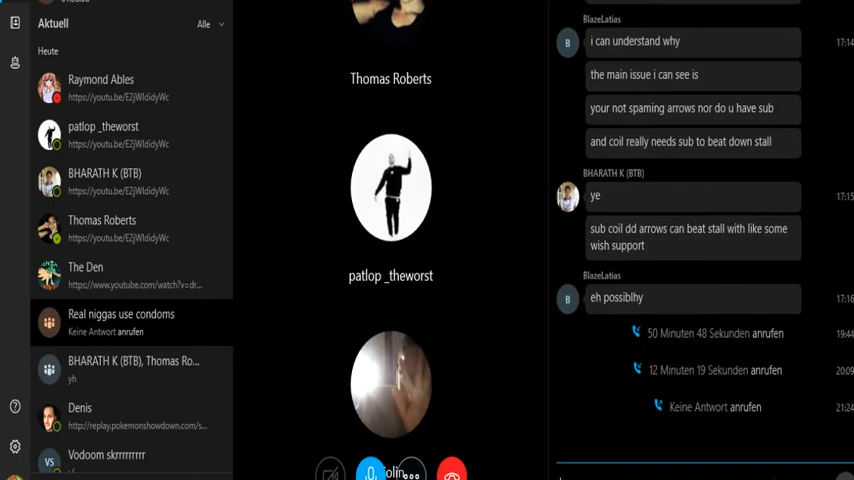 Aktuell
Alle
Heute
Raymond Ables
https://youtu.be/E2jWIdidyWc
patlop _theworst
https://youtu.be/E2jWIdidyWc
BHARATH K (BTB)
https://youtu.be/E2jWIdidyWc
Thomas Roberts
https://youtu.be/E2jWIdidyWc
The Den
https://www.youtube.com/watch?v=dr...
Real niggas use condoms
Keine Antwort anrufen
BHARATH K (BTB), Thomas Ro...
yh
Denis
http://replay.pokemonshowdown.com/s...
VS
Vodoom skrrrrrrrrr
Thomas Roberts
patlop _theworst
BlazeLatias
B
i can understand why
17:14
the main issue i can see is
your not spaming arrows nor do u have sub
and coil really needs sub to beat down stall
BHARATH K (BTB)
ye
17:15
sub coil dd arrows can beat stall with like some
wish support
BlazeLatias
B
eh possiblhy
17:16
50 Minuten 48 Sekunden anrufen
19:44
12 Minuten 19 Sekunden anrufen
20:09
Keine Antwort anrufen
21:24